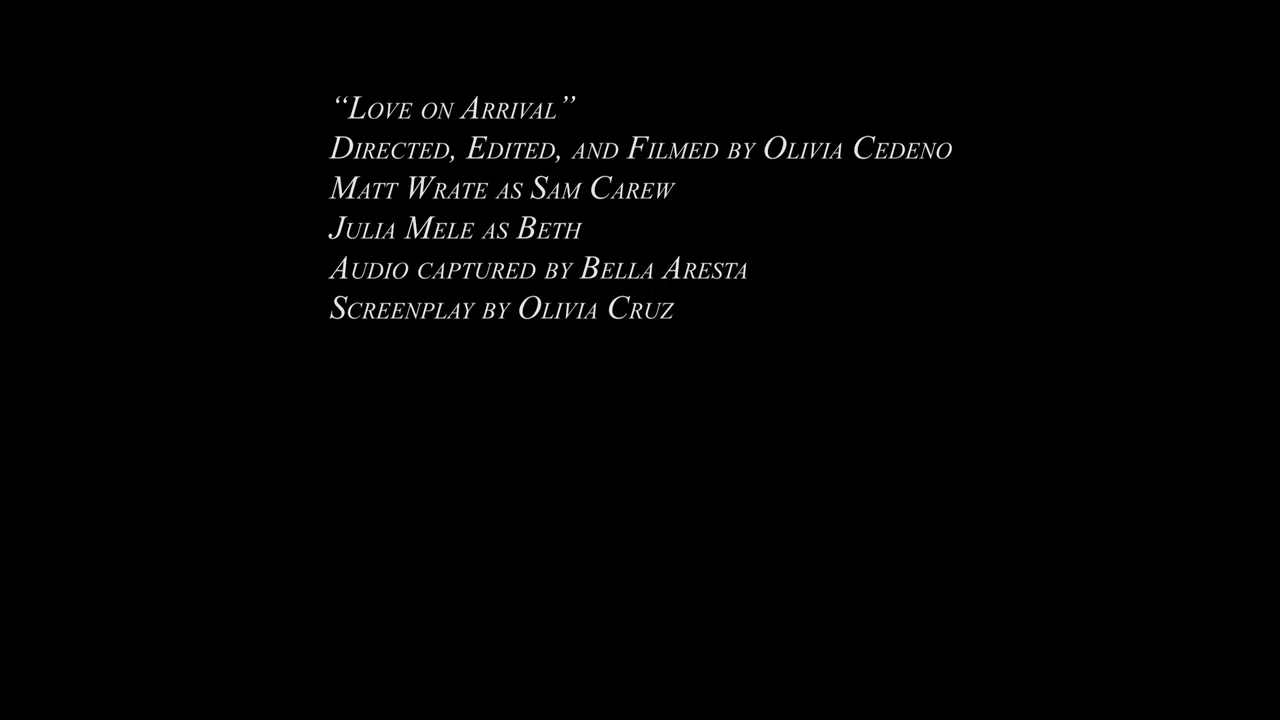 “Love on Arrival”
Directed, Edited, and Filmed by Olivia Cedeno
Matt Wrate as Sam Carew
Julia Mele as Beth
Audio captured by Bella Aresta
Screenplay by Olivia Cruz